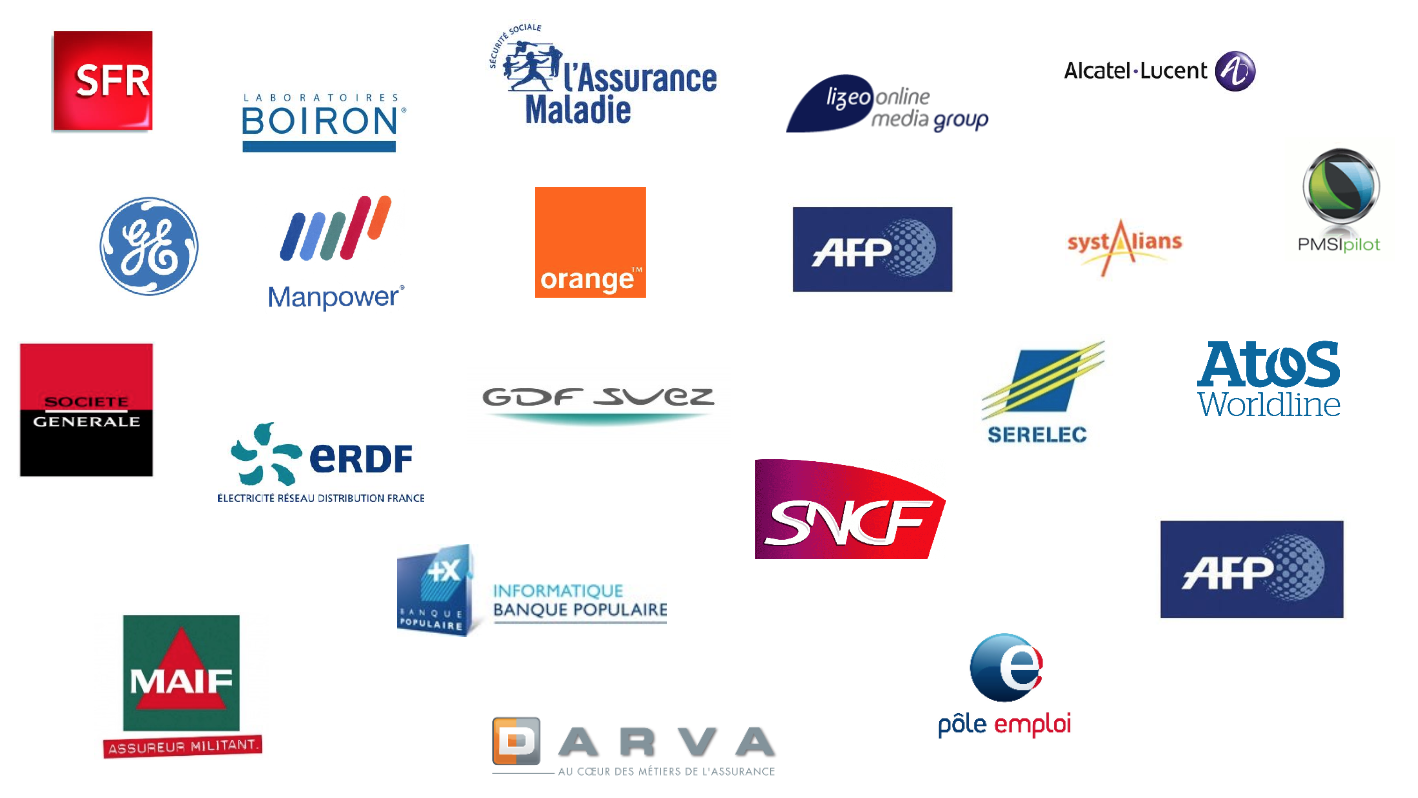 SFR
LABORATOIRES
BOIRON®
SÉCURITÉ SOCIALE
l'Assurance
Maladie
lizeo online
media group
Alcatel·Lucent
GE
Manpower®
orange™
AFP
systAlians
PMSIpilot
SOCIETE
GENERALE
eRDF
ÉLECTRICITÉ RÉSEAU DISTRIBUTION FRANCE
GDF SUEZ
SERELEC
AtoS
Worldline
SNCF
+X
BANQUE
POPULAIRE
INFORMATIQUE
BANQUE POPULAIRE
AFP
MAIF
ASSUREUR MILITANT.
DARVA
AU CŒUR DES MÉTIERS DE L'ASSURANCE
e
pôle emploi